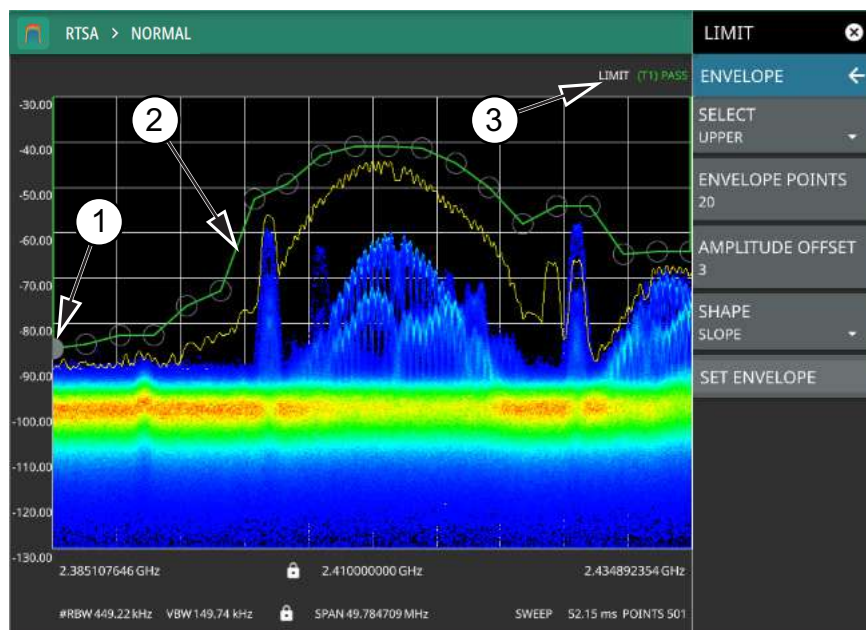 RTSA > NORMAL
LIMIT (T1) PASS
-30.00
-40.00
-50.00
-60.00
-70.00
-80.00
-90.00
-100.00
-110.00
-120.00
-130.00
1
2
3
2.385107646 GHz 2.410000000 GHz 2.434892354 GHz
#RBW 449.22 kHz VBW 149.74 kHz SPAN 49.784709 MHz SWEEP 52.15 ms POINTS 501
LIMIT
ENVELOPE
SELECT
UPPER
ENVELOPE POINTS
20
AMPLITUDE OFFSET
3
SHAPE
SLOPE
SET ENVELOPE